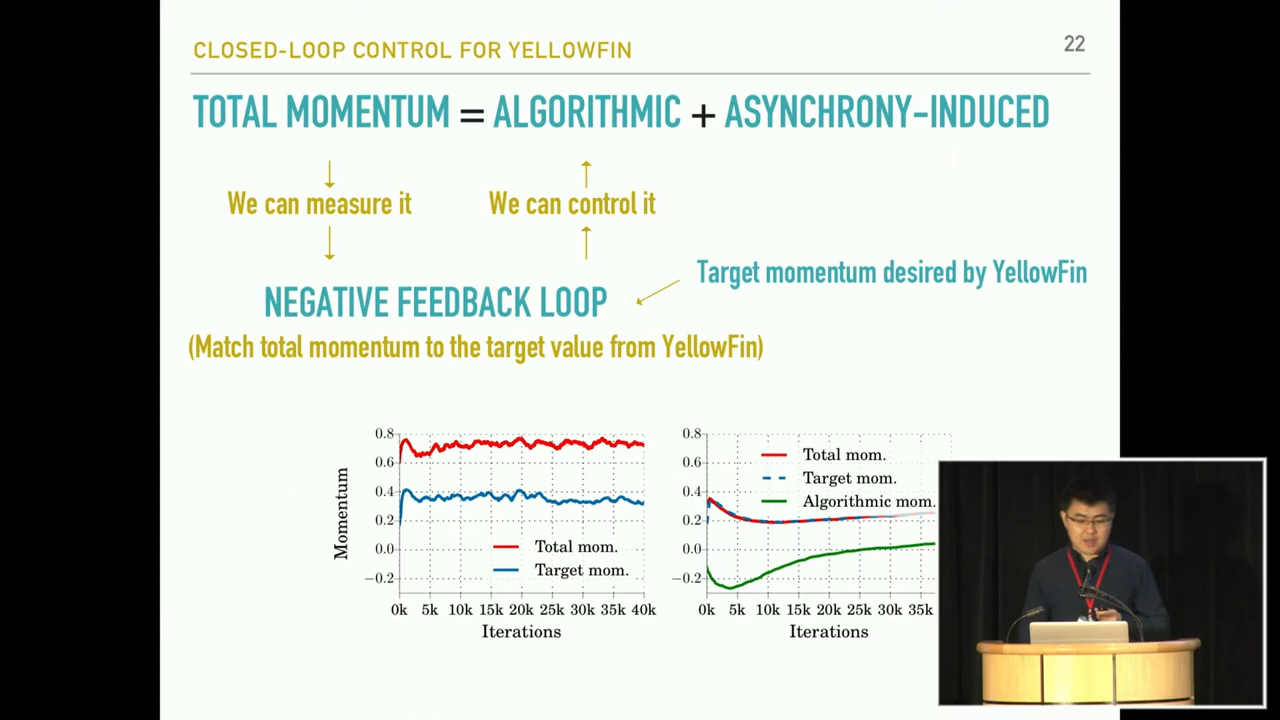 CLOSED-LOOP CONTROL FOR YELLOWFIN
22
TOTAL MOMENTUM = ALGORITHMIC + ASYNCHRONY-INDUCED
We can measure it
We can control it
Target momentum desired by YellowFin
NEGATIVE FEEDBACK LOOP
(Match total momentum to the target value from YellowFin)
Momentum
0.8
0.6
0.4
0.2
0.0
−0.2
Total mom.
Target mom.
0k 5k 10k 15k 20k 25k 30k 35k 40k
Iterations
0.8
0.6
0.4
0.2
0.0
−0.2
Total mom.
Target mom.
Algorithmic mom.
0k 5k 10k 15k 20k 25k 30k 35k
Iterations